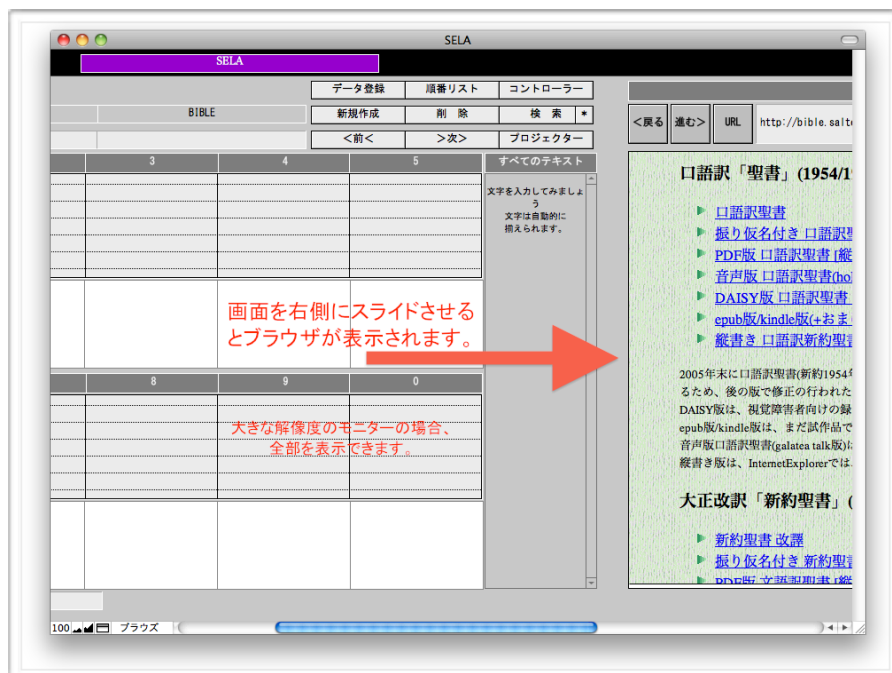 SELA
SELA
データ登録 順番リスト コントローラー
BIBLE 新規作成 削 除 検 索 *
<前< >次> プロジェクター
<戻る 進む> URL http://bible.salt
3 4 5 すべてのテキスト
文字を入力してみましょ
う
文字は自動的に
揃えられます。
画面を右側にスライドさせる
とブラウザが表示されます。
8 9 0
大きな解像度のモニターの場合、
全部を表示できます。
口語訳「聖書」(1954/1
口語訳聖書
振り仮名付き 口語訳
PDF版 口語訳聖書 [縦
音声版 口語訳聖書(ho
DAISY版 口語訳聖書
epub版/kindle版(+おま
縦書き 口語訳新約聖
2005年末に口語訳聖書(新約1954
るため、後の版で修正の行われた
DAISY版は、視覚障害者向けの録
epub版/kindle版は、まだ試作品で
音声版口語訳聖書(galatea talk版)に
縦書き版は、InternetExplorerでは
大正改訳「新約聖書」(
新約聖書 改譯
振り仮名付き 新約聖
PDF版 文語訳聖書 [縦
100 ブラウズ